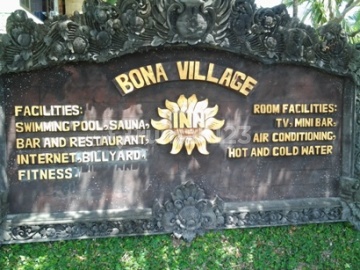 BONA VILLAGE
INN
FACILITIES:
SWIMMING POOL, SAUNA,
BAR AND RESTAURANT,
INTERNET, BILLYARD,
FITNESS.
ROOM FACILITIES:
TV, MINI BAR,
AIR CONDITIONING,
HOT AND COLD WATER